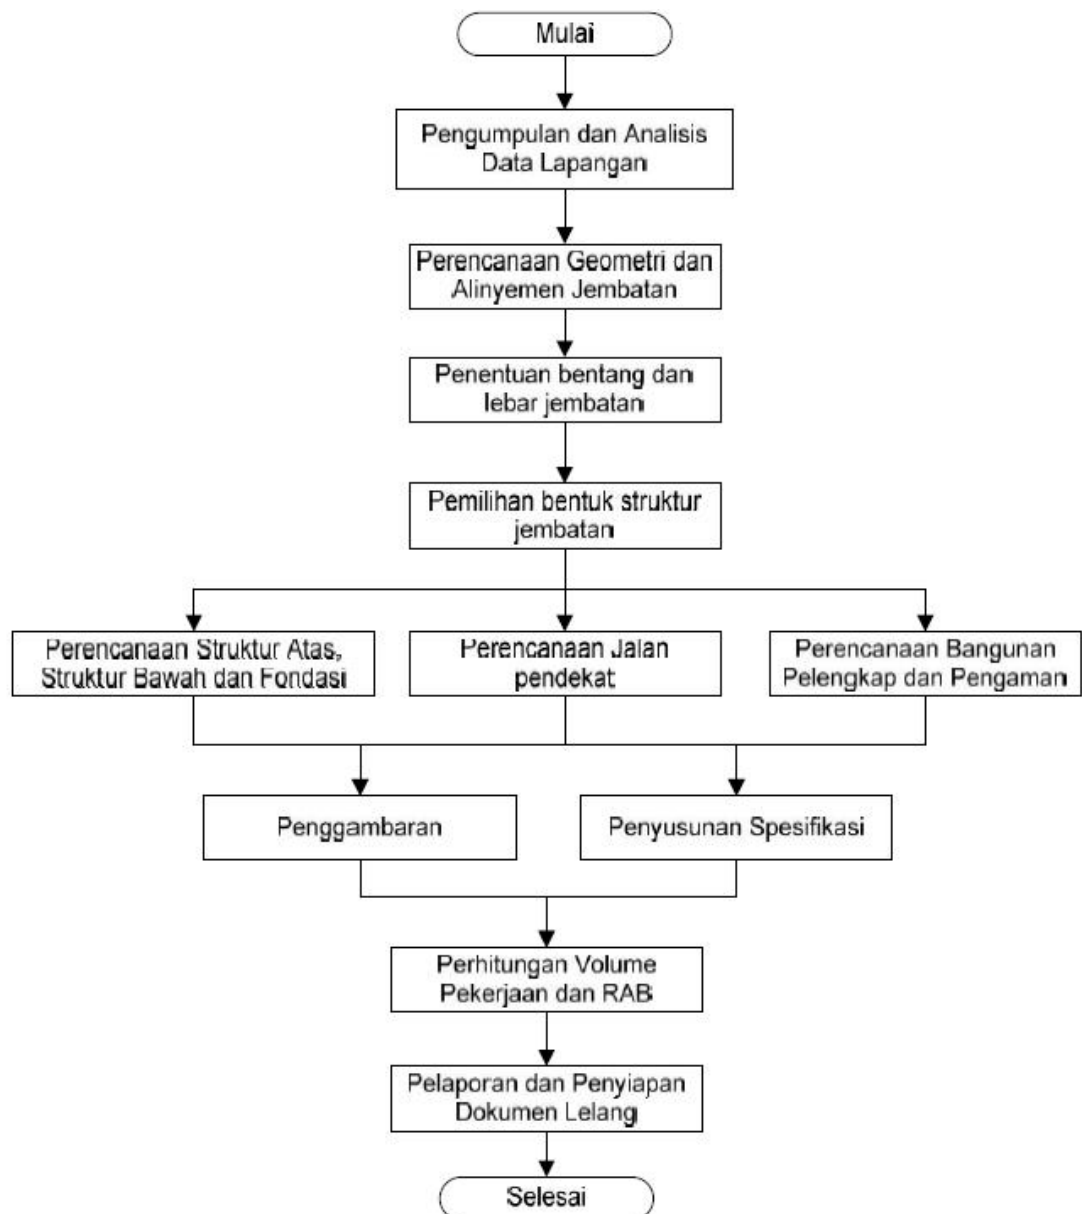 Mulai
Pengumpulan dan Analisis
Data Lapangan
Perencanaan Geometri dan
Alinyemen Jembatan
Penentuan bentang dan
lebar jembatan
Pemilihan bentuk struktur
jembatan
Perencanaan Struktur Atas,
Struktur Bawah dan Fondasi
Perencanaan Jalan
pendekat
Perencanaan Bangunan
Pelengkap dan Pengaman
Penggambaran
Penyusunan Spesifikasi
Perhitungan Volume
Pekerjaan dan RAB
Pelaporan dan Penyiapan
Dokumen Lelang
Selesai